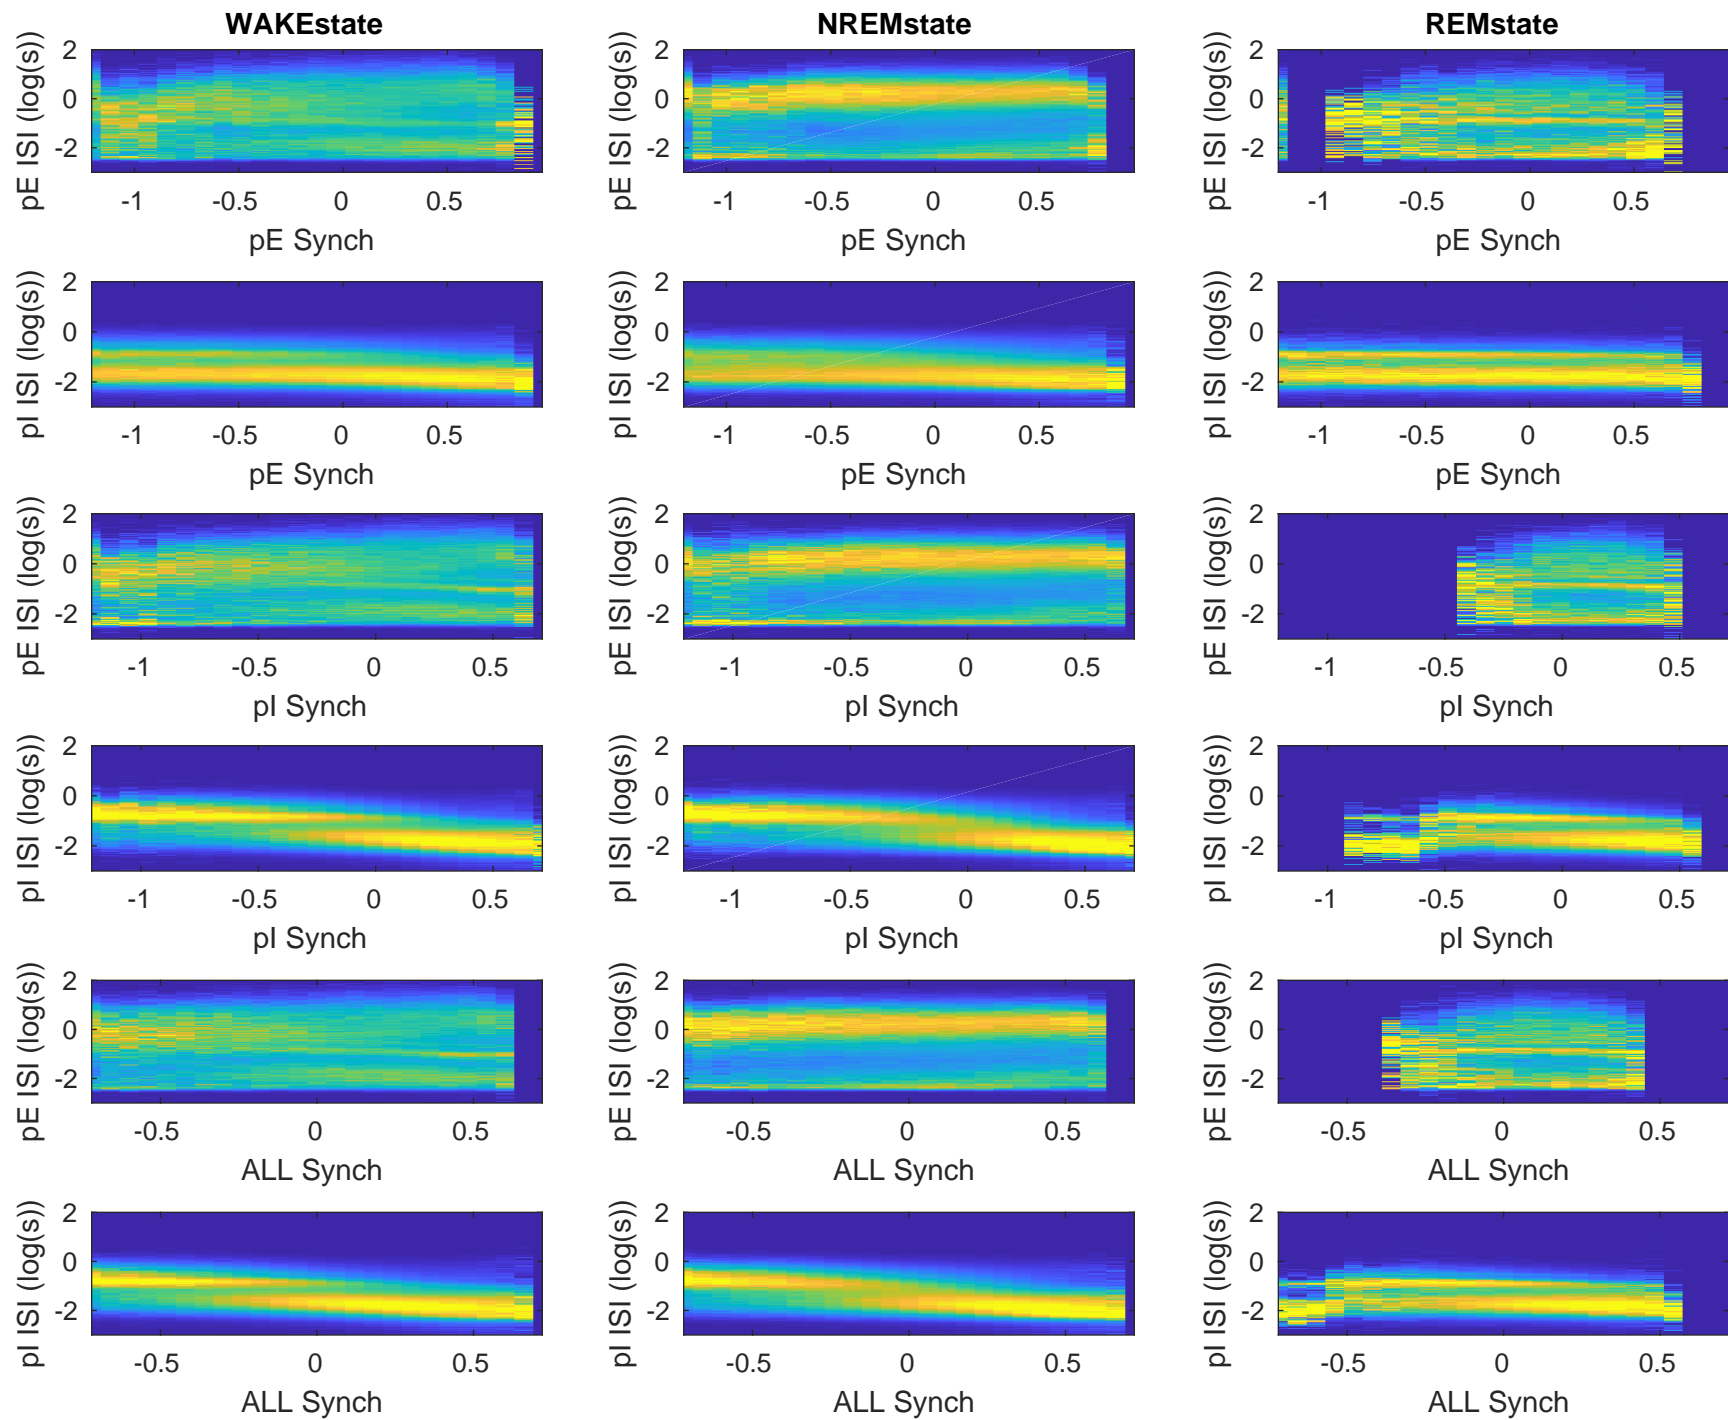 WAKEstate NREMstate REMstate
pE ISI (log(s)) 2 0 -2 pE ISI (log(s)) 2 0 -2 pE ISI (log(s)) 2 0 -2
-1 -0.5 0 0.5 -1 -0.5 0 0.5 -1 -0.5 0 0.5
pE Synch pE Synch pE Synch
pI ISI (log(s)) 2 0 -2 pI ISI (log(s)) 2 0 -2 pI ISI (log(s)) 2 0 -2
-1 -0.5 0 0.5 -1 -0.5 0 0.5 -1 -0.5 0 0.5
pE Synch pE Synch pE Synch
pE ISI (log(s)) 2 0 -2 pE ISI (log(s)) 2 0 -2 pE ISI (log(s)) 2 0 -2
-1 -0.5 0 0.5 -1 -0.5 0 0.5 -1 -0.5 0 0.5
pI Synch pI Synch pI Synch
pI ISI (log(s)) 2 0 -2 pI ISI (log(s)) 2 0 -2 pI ISI (log(s)) 2 0 -2
-1 -0.5 0 0.5 -1 -0.5 0 0.5 -1 -0.5 0 0.5
pI Synch pI Synch pI Synch
pE ISI (log(s)) 2 0 -2 pE ISI (log(s)) 2 0 -2 pE ISI (log(s)) 2 0 -2
-0.5 0 0.5 -0.5 0 0.5 -0.5 0 0.5
ALL Synch ALL Synch ALL Synch
pI ISI (log(s)) 2 0 -2 pI ISI (log(s)) 2 0 -2 pI ISI (log(s)) 2 0 -2
-0.5 0 0.5 -0.5 0 0.5 -0.5 0 0.5
ALL Synch ALL Synch ALL Synch